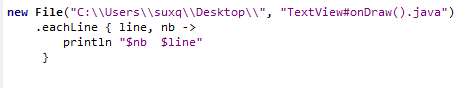 new File("C:\\Users\\suxq\\Desktop\\", "TextView#onDraw().java")
.eachLine { line, nb ->
println "$nb  $line"
}